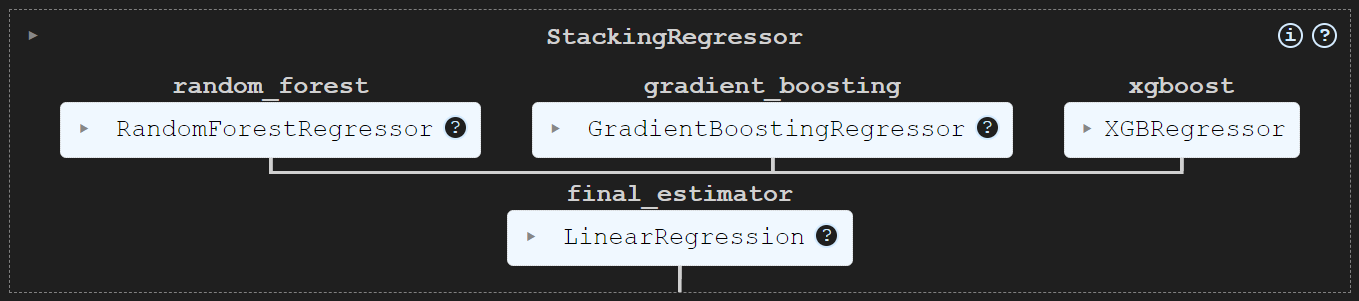 StackingRegressor i ?
random_forest gradient_boosting xgboost
RandomForestRegressor ? GradientBoostingRegressor ? XGBRegressor
final_estimator
LinearRegression ?